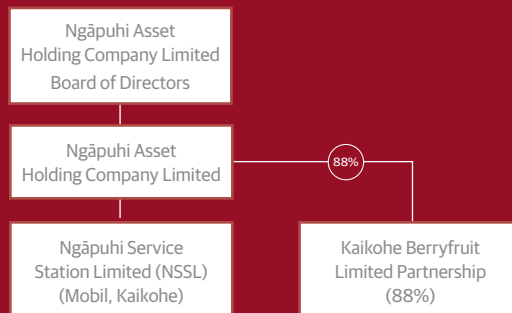 Ngāpuhi Asset
Holding Company Limited
Board of Directors
Ngāpuhi Asset
Holding Company Limited
88%
Ngāpuhi Service
Station Limited (NSSL)
(Mobil, Kaikohe)
Kaikohe Berryfruit
Limited Partnership
(88%)